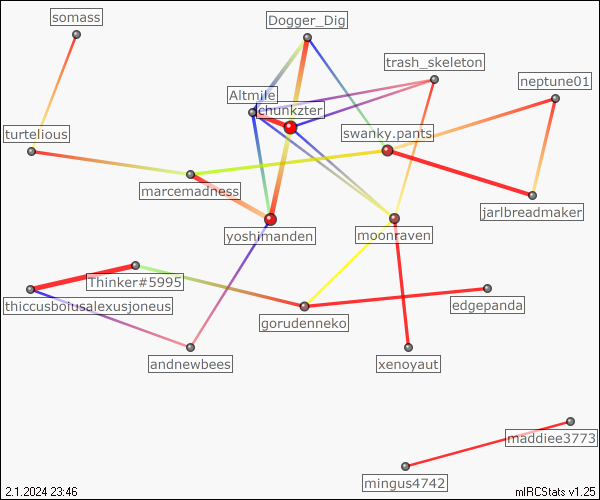 somass
Dogger_Dig
trash_skeleton
neptune01
Altmile
chunkzter
swanky.pants
turtelious
marcemadness
jarlbreadmaker
yoshimanden
moonraven
Thinker#5995
thiccusbolusalexusjoneus
edgepanda
gorudenneko
andnewbees
xenoyaut
maddiee3773
mingus4742
2.1.2024 23:46
mIRCStats v1.25